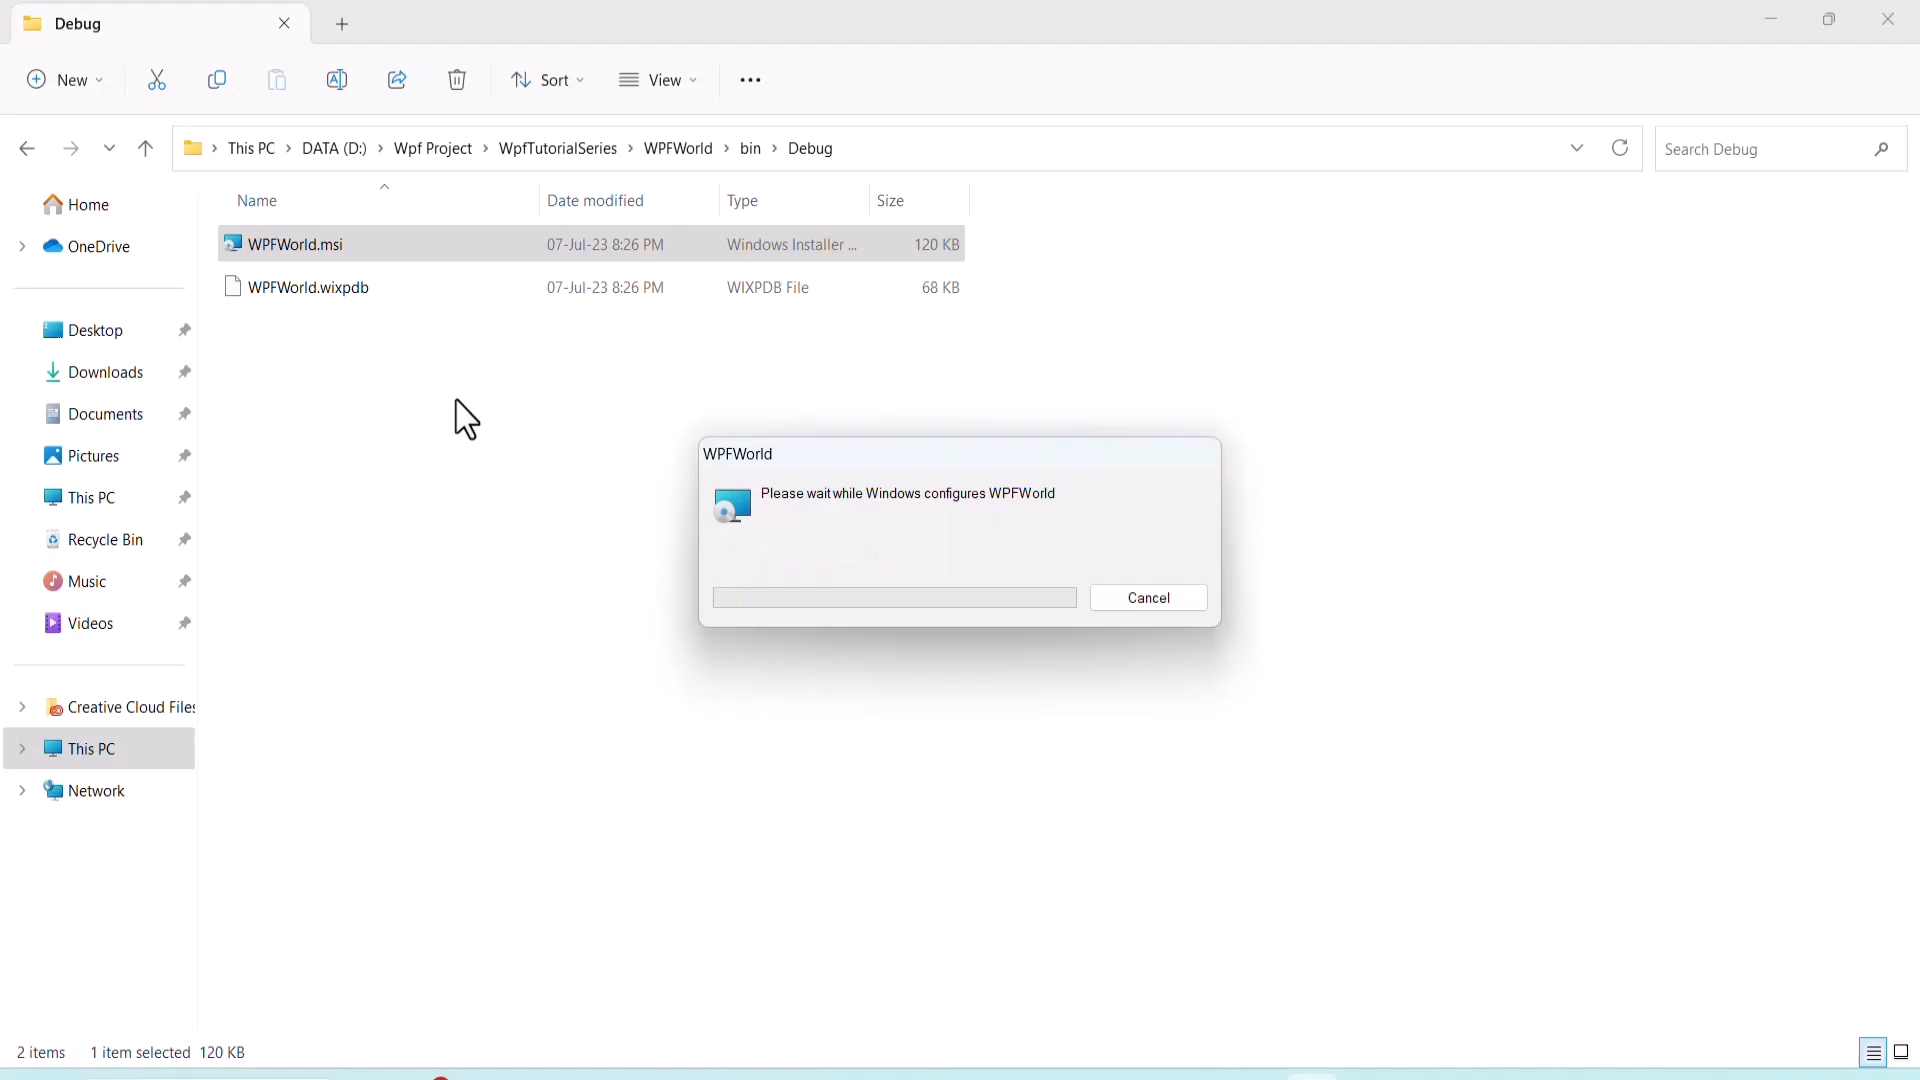 Debug
New
Sort
View
This PC
DATA (D:)
Wpf Project
WpfTutorialSeries
WPFWorld
bin
Debug
Search Debug
Name
Date modified
Type
Size
Home
OneDrive
Desktop
Downloads
Documents
Pictures
This PC
Recycle Bin
Music
Videos
Creative Cloud Files
This PC
Network
WPFWorld.msi 07-Jul-23 8:26 PM Windows Installer ... 120 KB
WPFWorld.wixpdb 07-Jul-23 8:26 PM WIXPDB File 68 KB
WPFWorld
Please wait while Windows configures WPFWorld
Cancel
2 items 1 item selected 120 KB